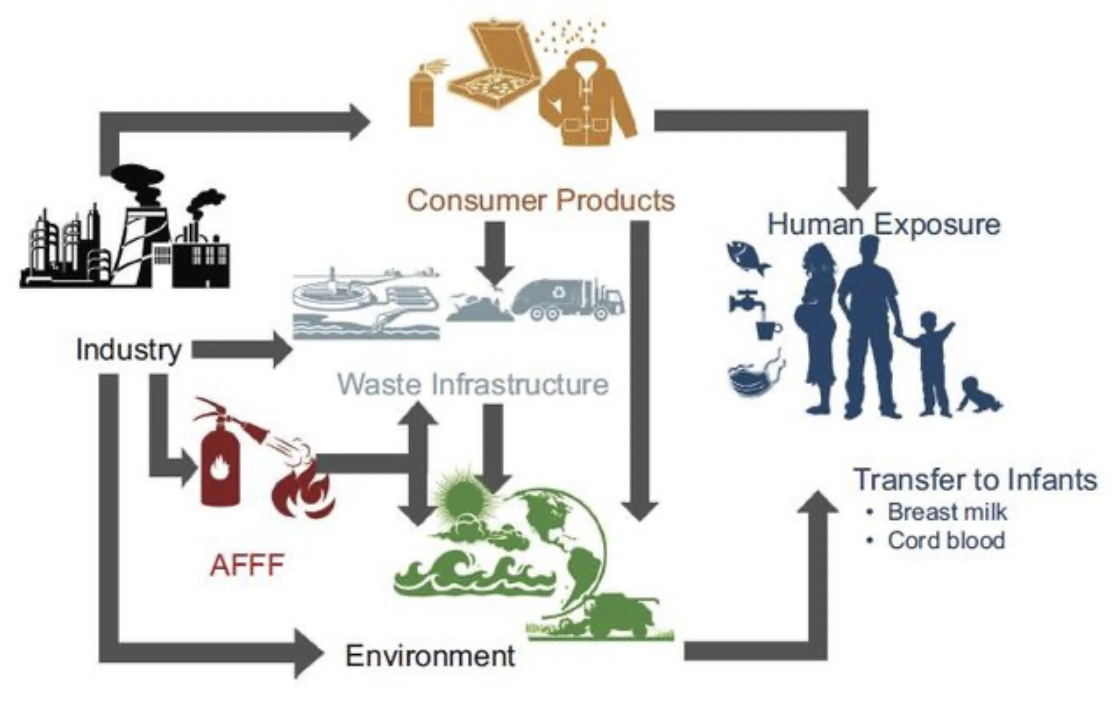 Consumer Products
Human Exposure
Industry
Waste Infrastructure
Transfer to Infants
• Breast milk
• Cord blood
AFFF
Environment